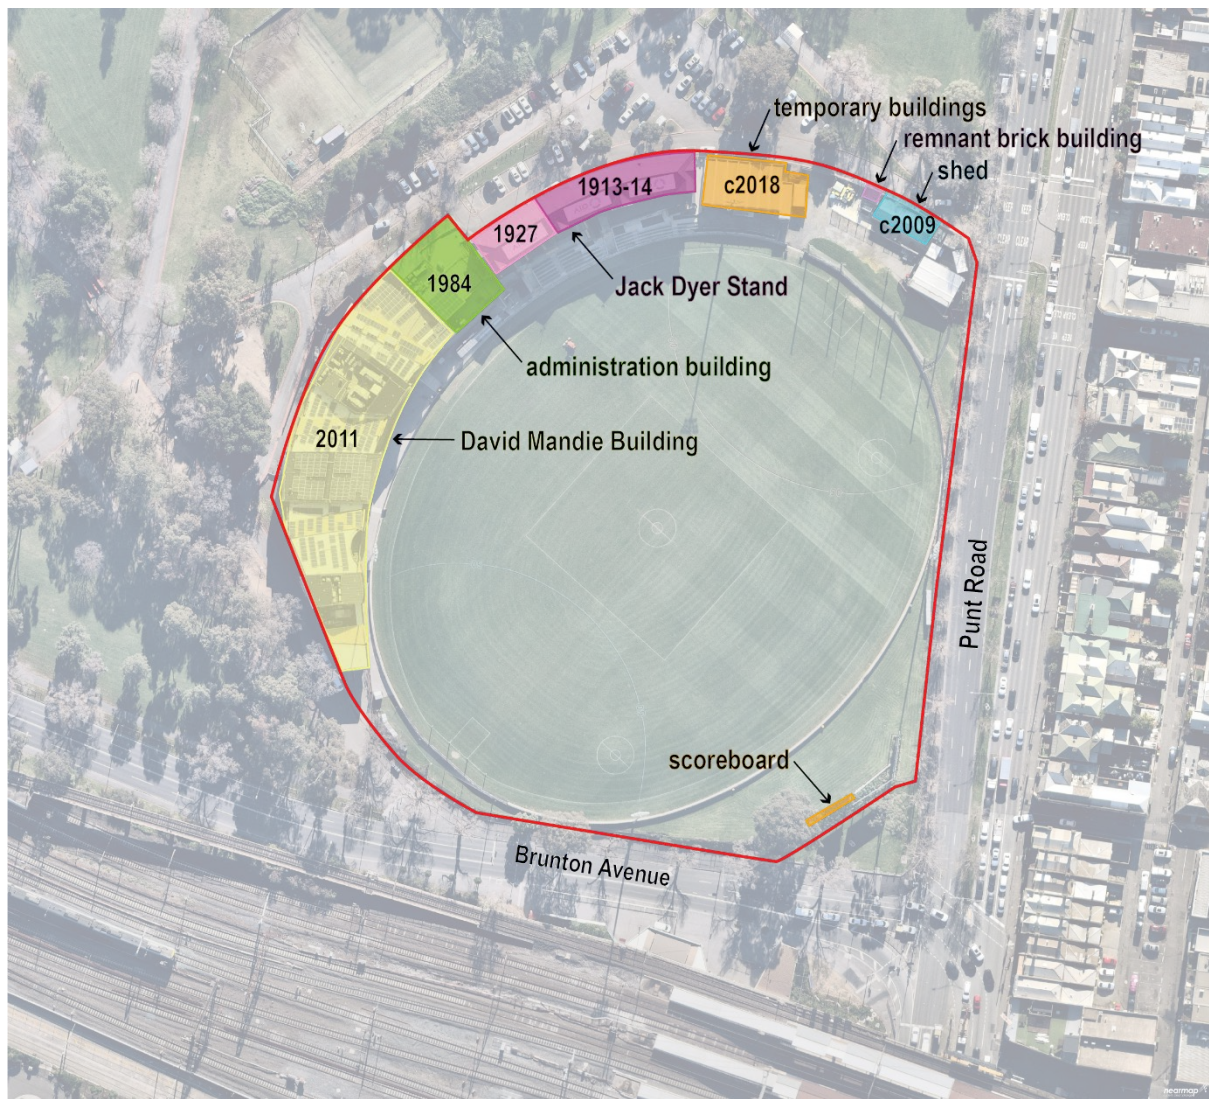 temporary buildings
remnant brick building
shed
1913-14
c2018
c2009
1927
1984
Jack Dyer Stand
administration building
2011
David Mandie Building
Punt Road
scoreboard
Brunton Avenue
nearmap